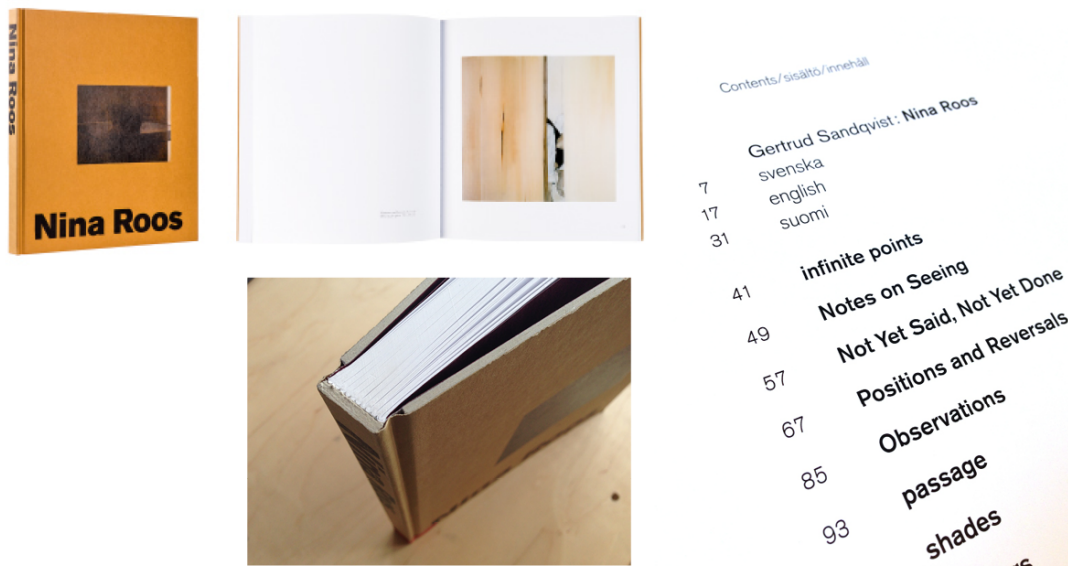 Nina Roos
Nina Roos
Contents/sisältö/innehåll
Gertrud Sandqvist: Nina Roos
7 svenska
17 english
31 suomi
41 infinite points
49 Notes on Seeing
57 Not Yet Said, Not Yet Done
67 Positions and Reversals
85 Observations
93 passage
shades